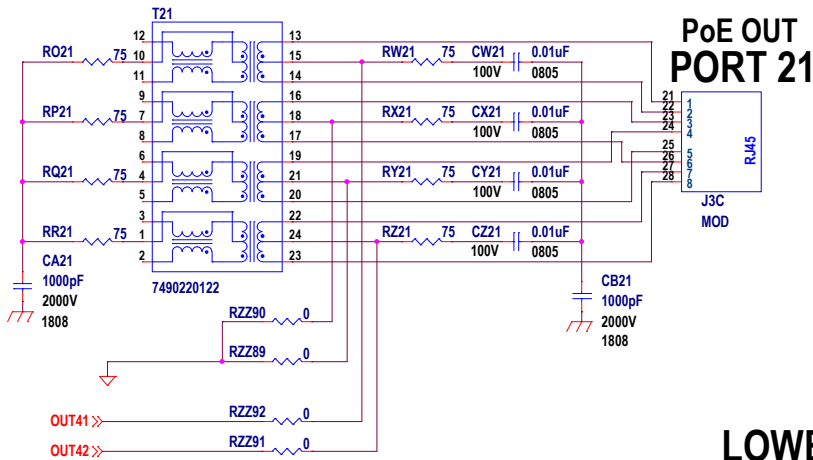 T21
PoE OUT
PORT 21
12 13
RO21 75 10 15 RW21 75 CW21 0.01uF
11 14 100V 0805
9 16
RP21 75 7 18 RX21 75 CX21 0.01uF
8 17 100V 0805
6 19
RQ21 75 4 21 RY21 75 CY21 0.01uF
5 20 100V 0805
3 22
RR21 75 1 24 RZ21 75 CZ21 0.01uF
2 23 100V 0805
21 1
22 2
23 3
24 4
25 5
26 6
27 7
28 8
RJ45
J3C
MOD
CA21
1000pF
2000V
1808
7490220122
CB21
1000pF
2000V
1808
RZZ90 0
RZZ89 0
OUT41 RZZ92 0
OUT42 RZZ91 0
LOWE